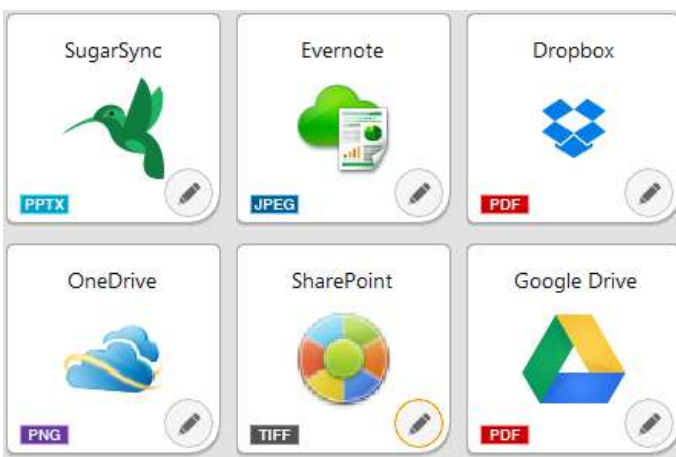 SugarSync
Evernote
Dropbox
PPTX
JPEG
PDF
OneDrive
SharePoint
Google Drive
PNG
TIFF
PDF